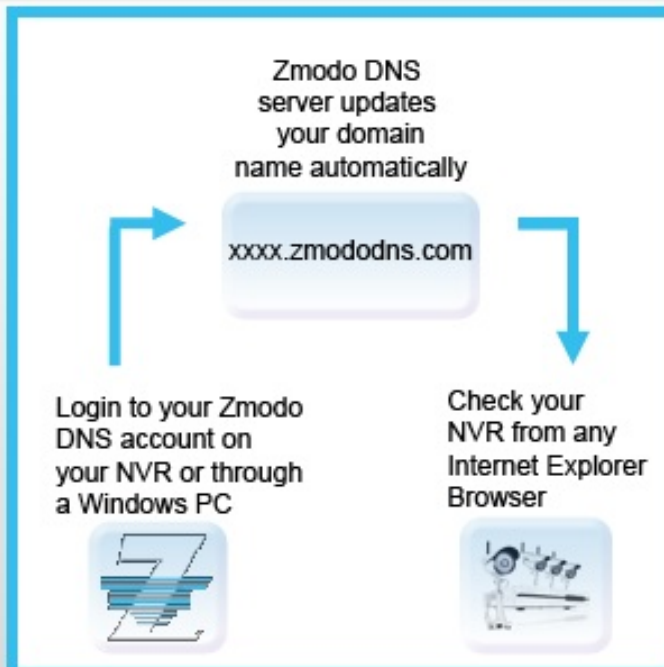 Zmodo DNS
server updates
your domain
name automatically
xxxx.zmododns.com
Login to your Zmodo
DNS account on
your NVR or through
a Windows PC
Check your
NVR from any
Internet Explorer
Browser
Z